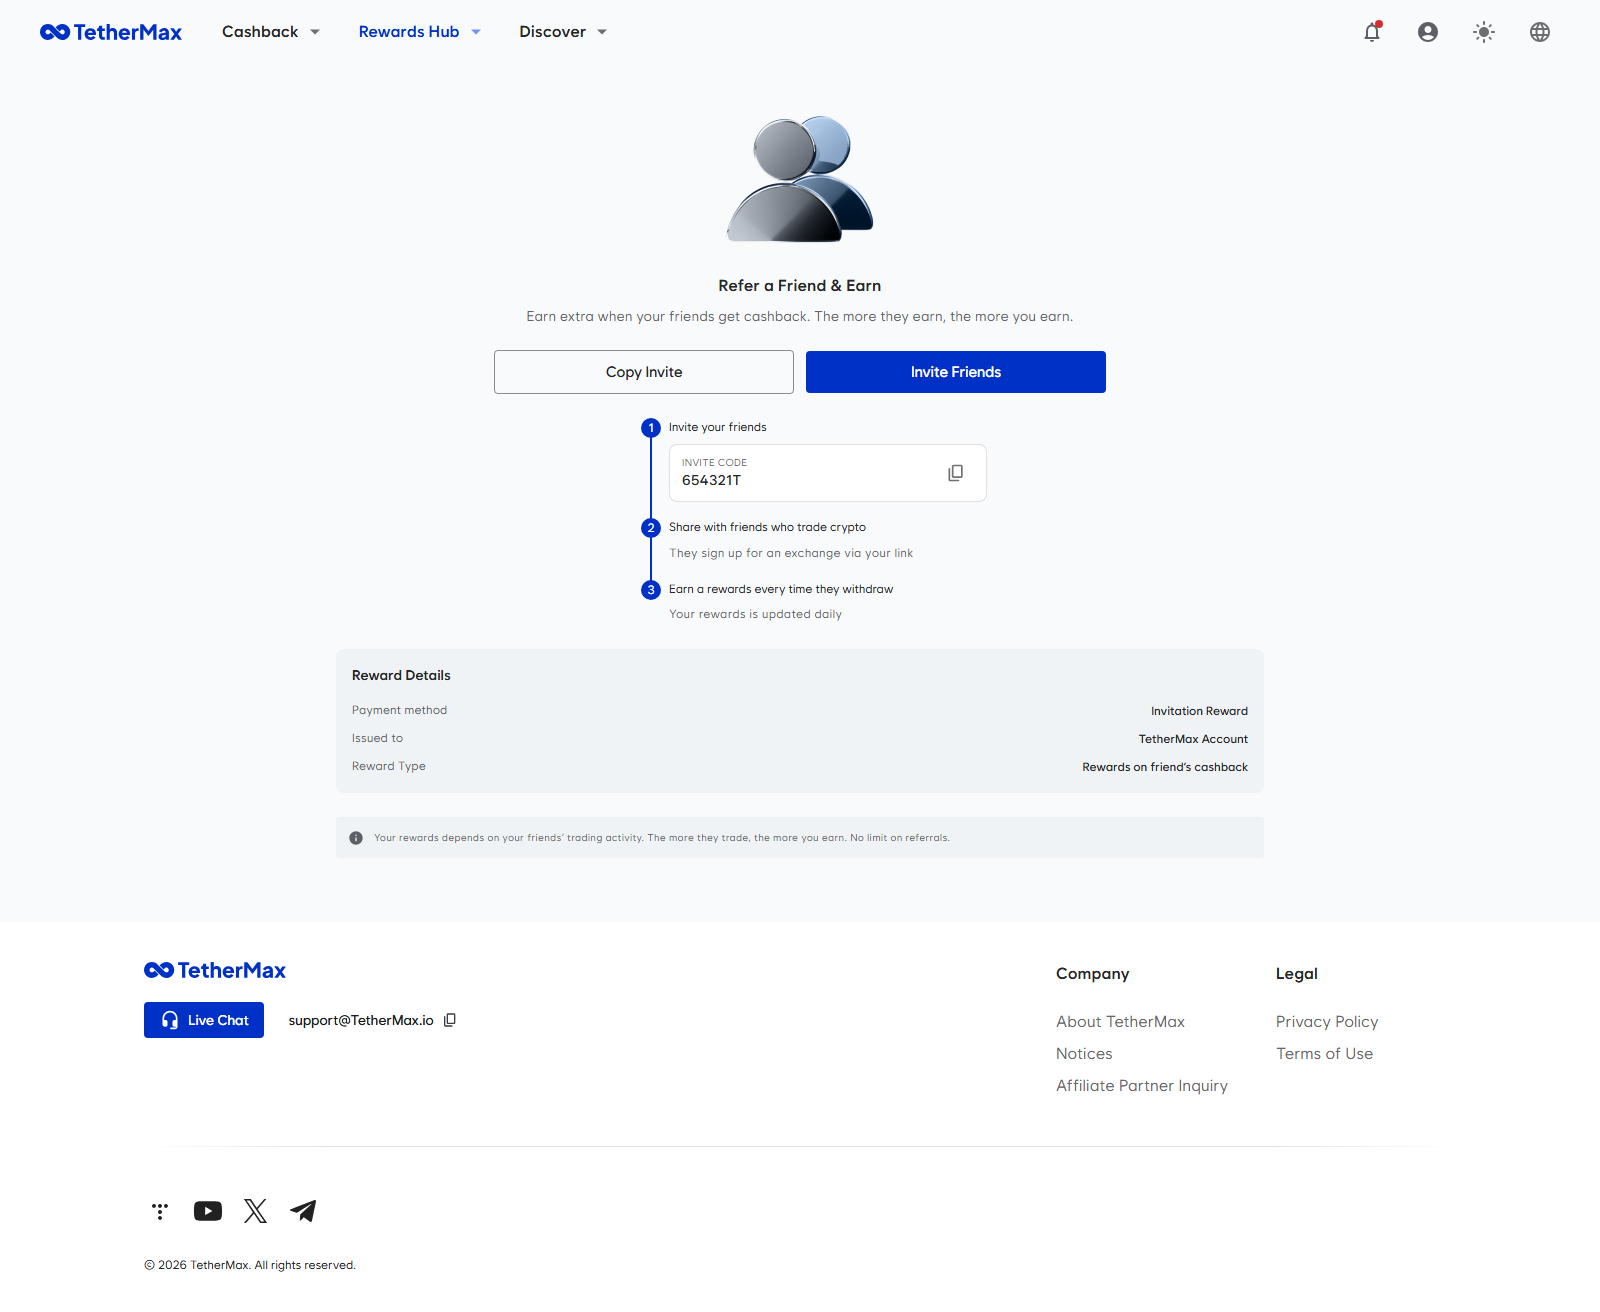 TetherMax
Cashback
Rewards Hub
Discover
Refer a Friend & Earn
Earn extra when your friends get cashback. The more they earn, the more you earn.
Copy Invite
Invite Friends
1
Invite your friends
INVITE CODE
654321T
2
Share with friends who trade crypto
They sign up for an exchange via your link
3
Earn a rewards every time they withdraw
Your rewards is updated daily
Reward Details
Payment method
Invitation Reward
Issued to
TetherMax Account
Reward Type
Rewards on friend's cashback
Your rewards depends on your friends' trading activity. The more they trade, the more you earn. No limit on referrals.
TetherMax
Live Chat
support@TetherMax.io
Company
About TetherMax
Notices
Affiliate Partner Inquiry
Legal
Privacy Policy
Terms of Use
© 2026 TetherMax. All rights reserved.